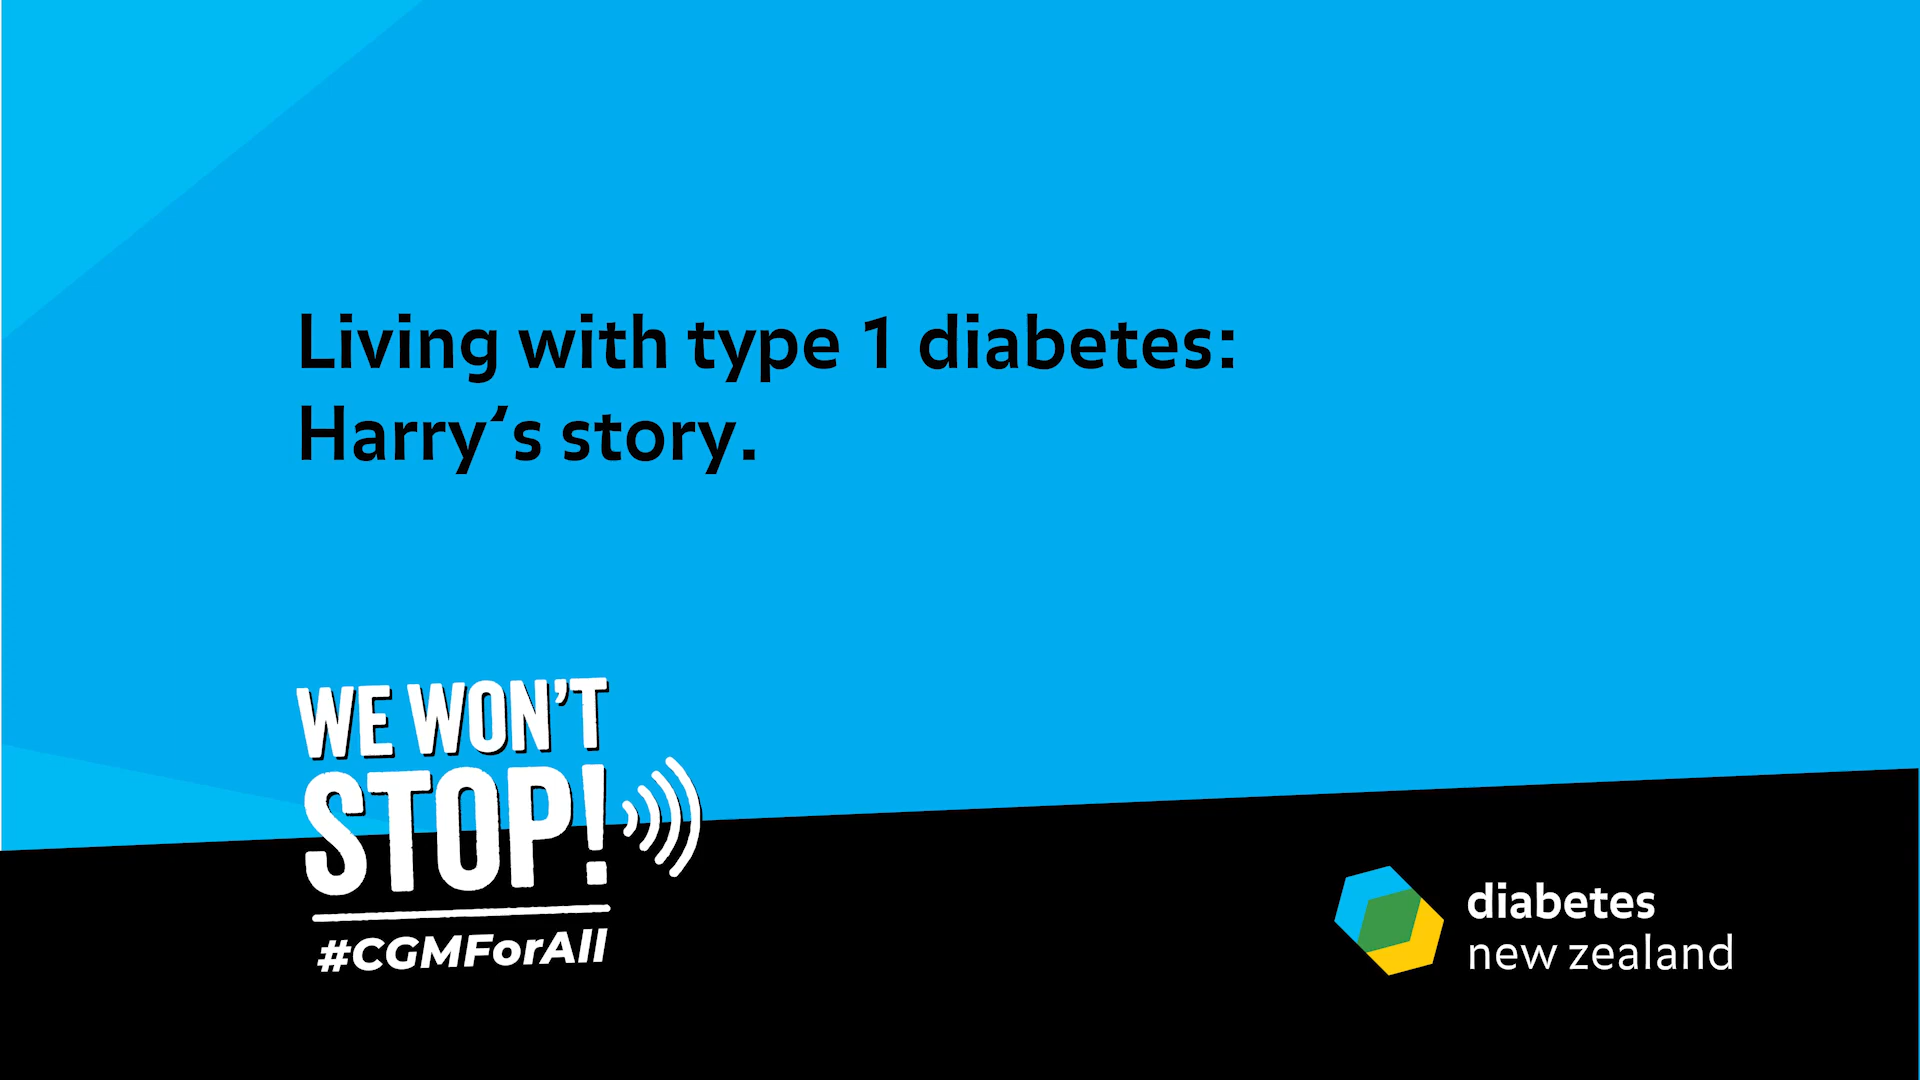 Living with type 1 diabetes:
Harry‘s story.
WE WON’T
STOP!
#CGMForAll
diabetes
new zealand